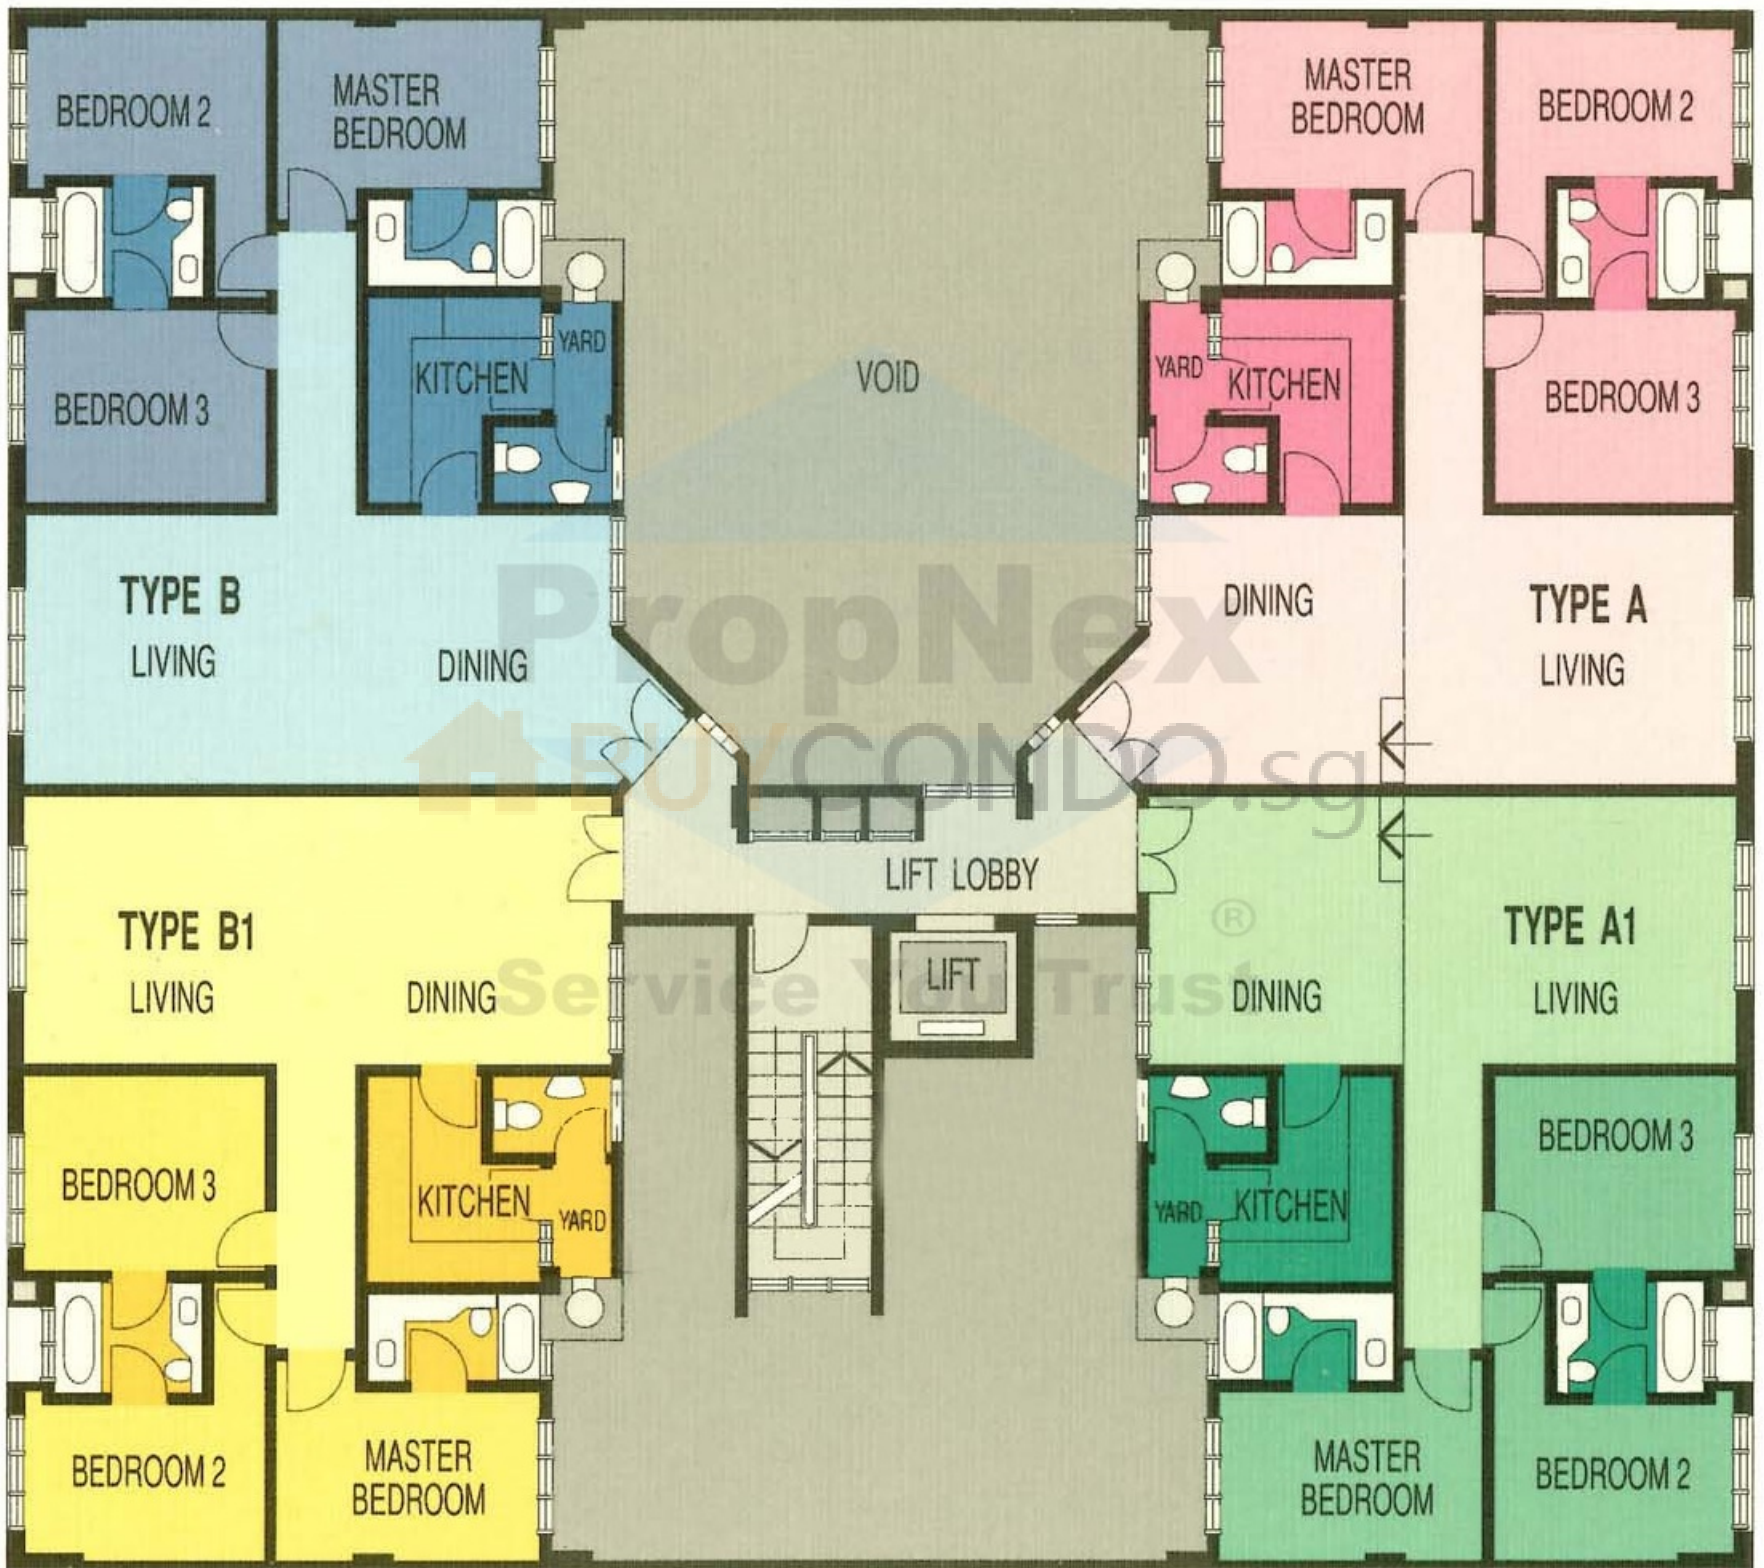 BEDROOM 2
MASTER
BEDROOM
MASTER
BEDROOM
BEDROOM 2
BEDROOM 3
KITCHEN
YARD
VOID
YARD
KITCHEN
BEDROOM 3
TYPE B
LIVING
DINING
DINING
TYPE A
LIVING
PropNex
BUYCONDO.sg
LIFT LOBBY
TYPE B1
LIVING
DINING
LIFT
®
Service You Trust
DINING
TYPE A1
LIVING
BEDROOM 3
KITCHEN
YARD
YARD
KITCHEN
BEDROOM 3
BEDROOM 2
MASTER
BEDROOM
MASTER
BEDROOM
BEDROOM 2